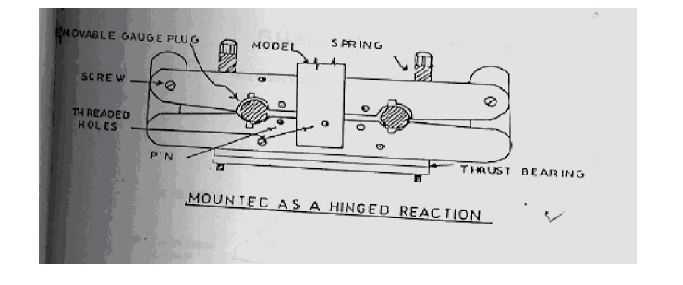 MOVABLE GAUGE PLUG
MODEL
SPRING
SCREW
THREADED
HOLES
PIN
THRUST BEARING
MOUNTED AS A HINGED REACTION